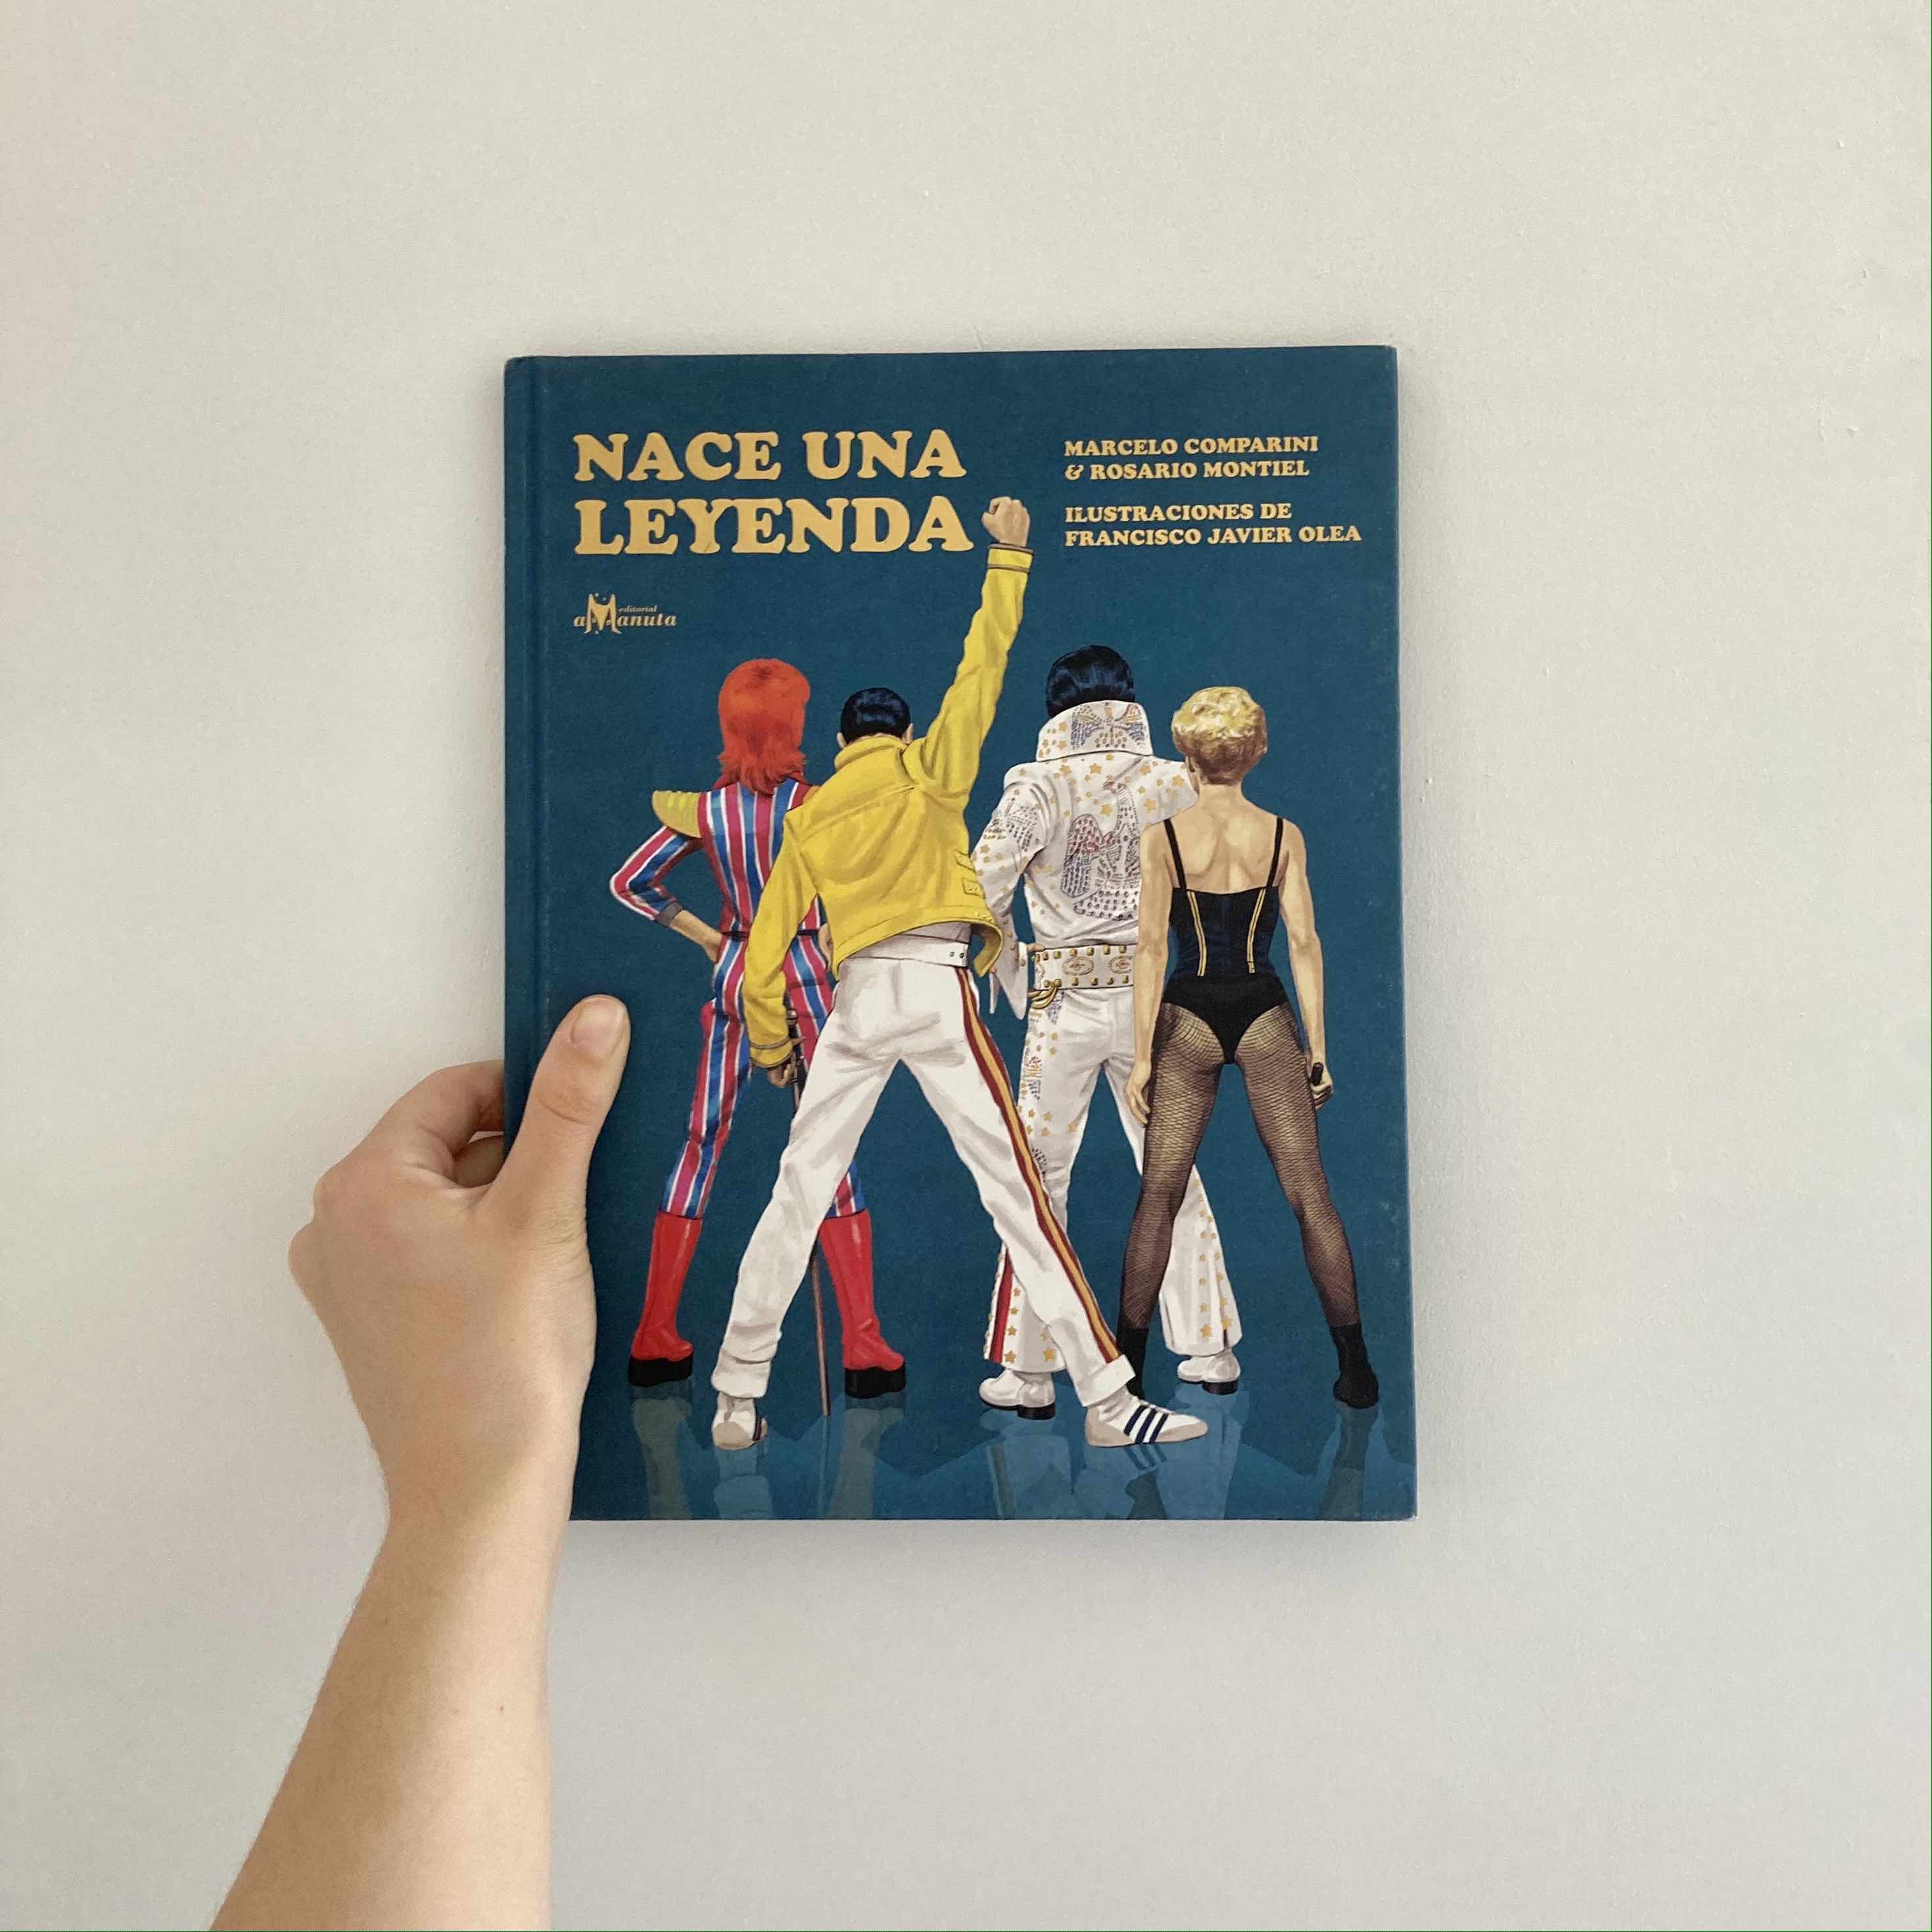 NACE UNA
LEYENDA
MARCELO COMPARINI
& ROSARIO MONTIEL
ILUSTRACIONES DE
FRANCISCO JAVIER OLEA
editorial
aManuta